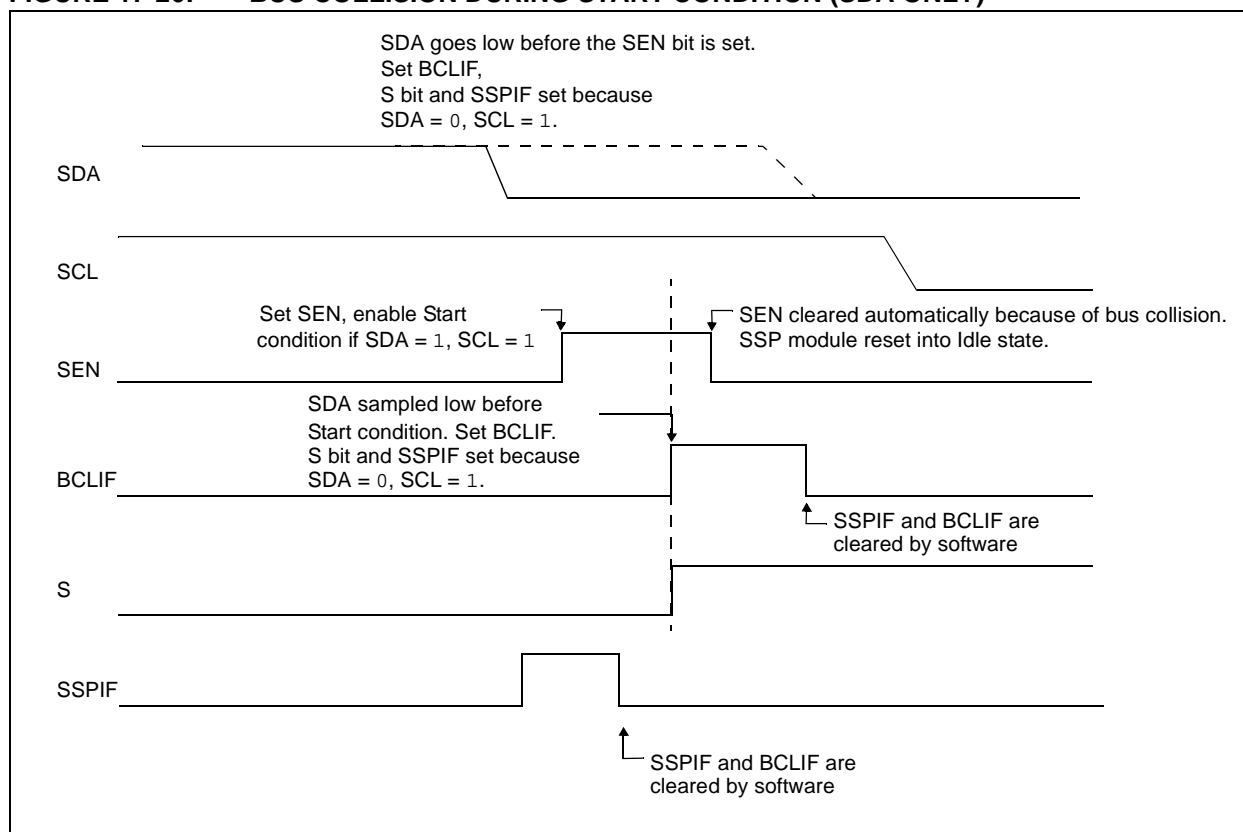 SDA goes low before the SEN bit is set.
Set BCLIF,
S bit and SSPIF set because
SDA = 0, SCL = 1.
SDA
SCL
Set SEN, enable Start
condition if SDA = 1, SCL = 1
SEN cleared automatically because of bus collision.
SSP module reset into Idle state.
SEN
SDA sampled low before
Start condition. Set BCLIF.
S bit and SSPIF set because
SDA = 0, SCL = 1.
BCLIF
SSPIF and BCLIF are
cleared by software
S
SSPIF
SSPIF and BCLIF are
cleared by software